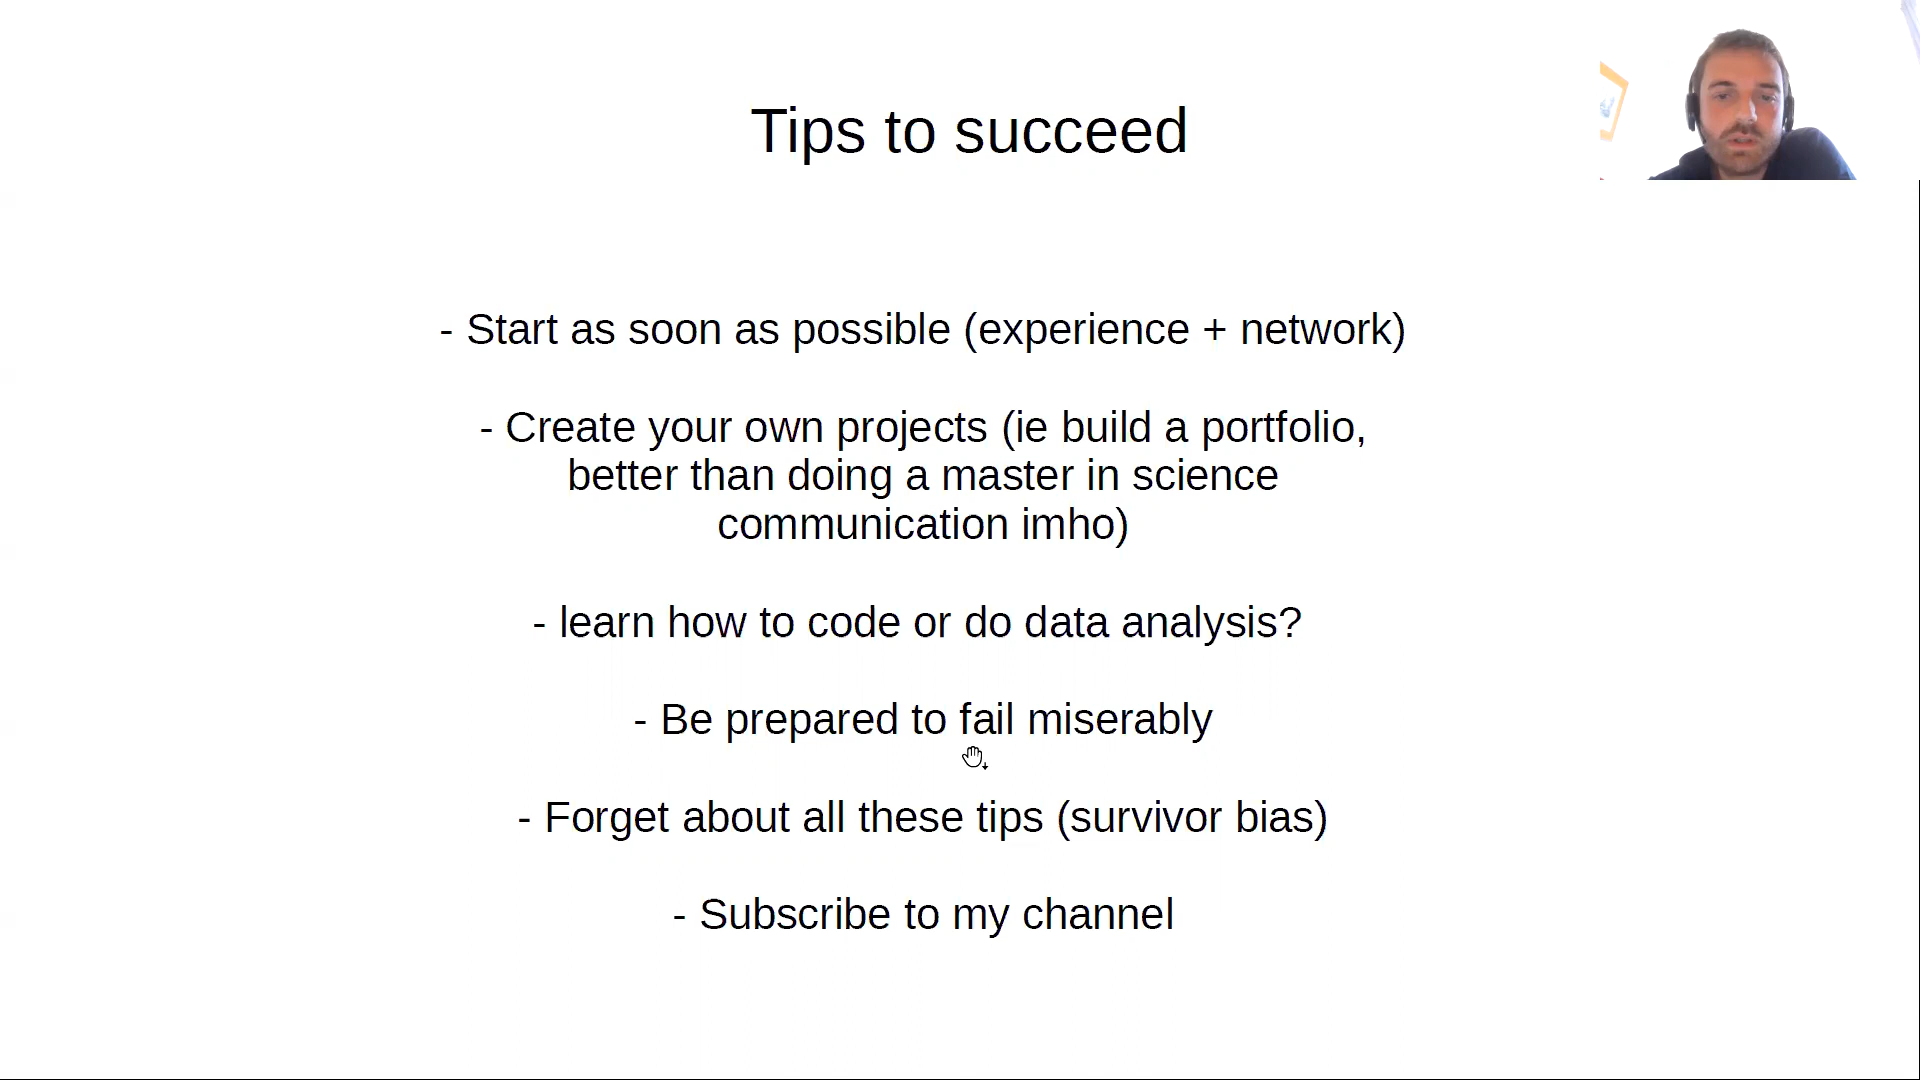 Tips to succeed
- Start as soon as possible (experience + network)
- Create your own projects (ie build a portfolio,
better than doing a master in science
communication imho)
- learn how to code or do data analysis?
- Be prepared to fail miserably
- Forget about all these tips (survivor bias)
- Subscribe to my channel